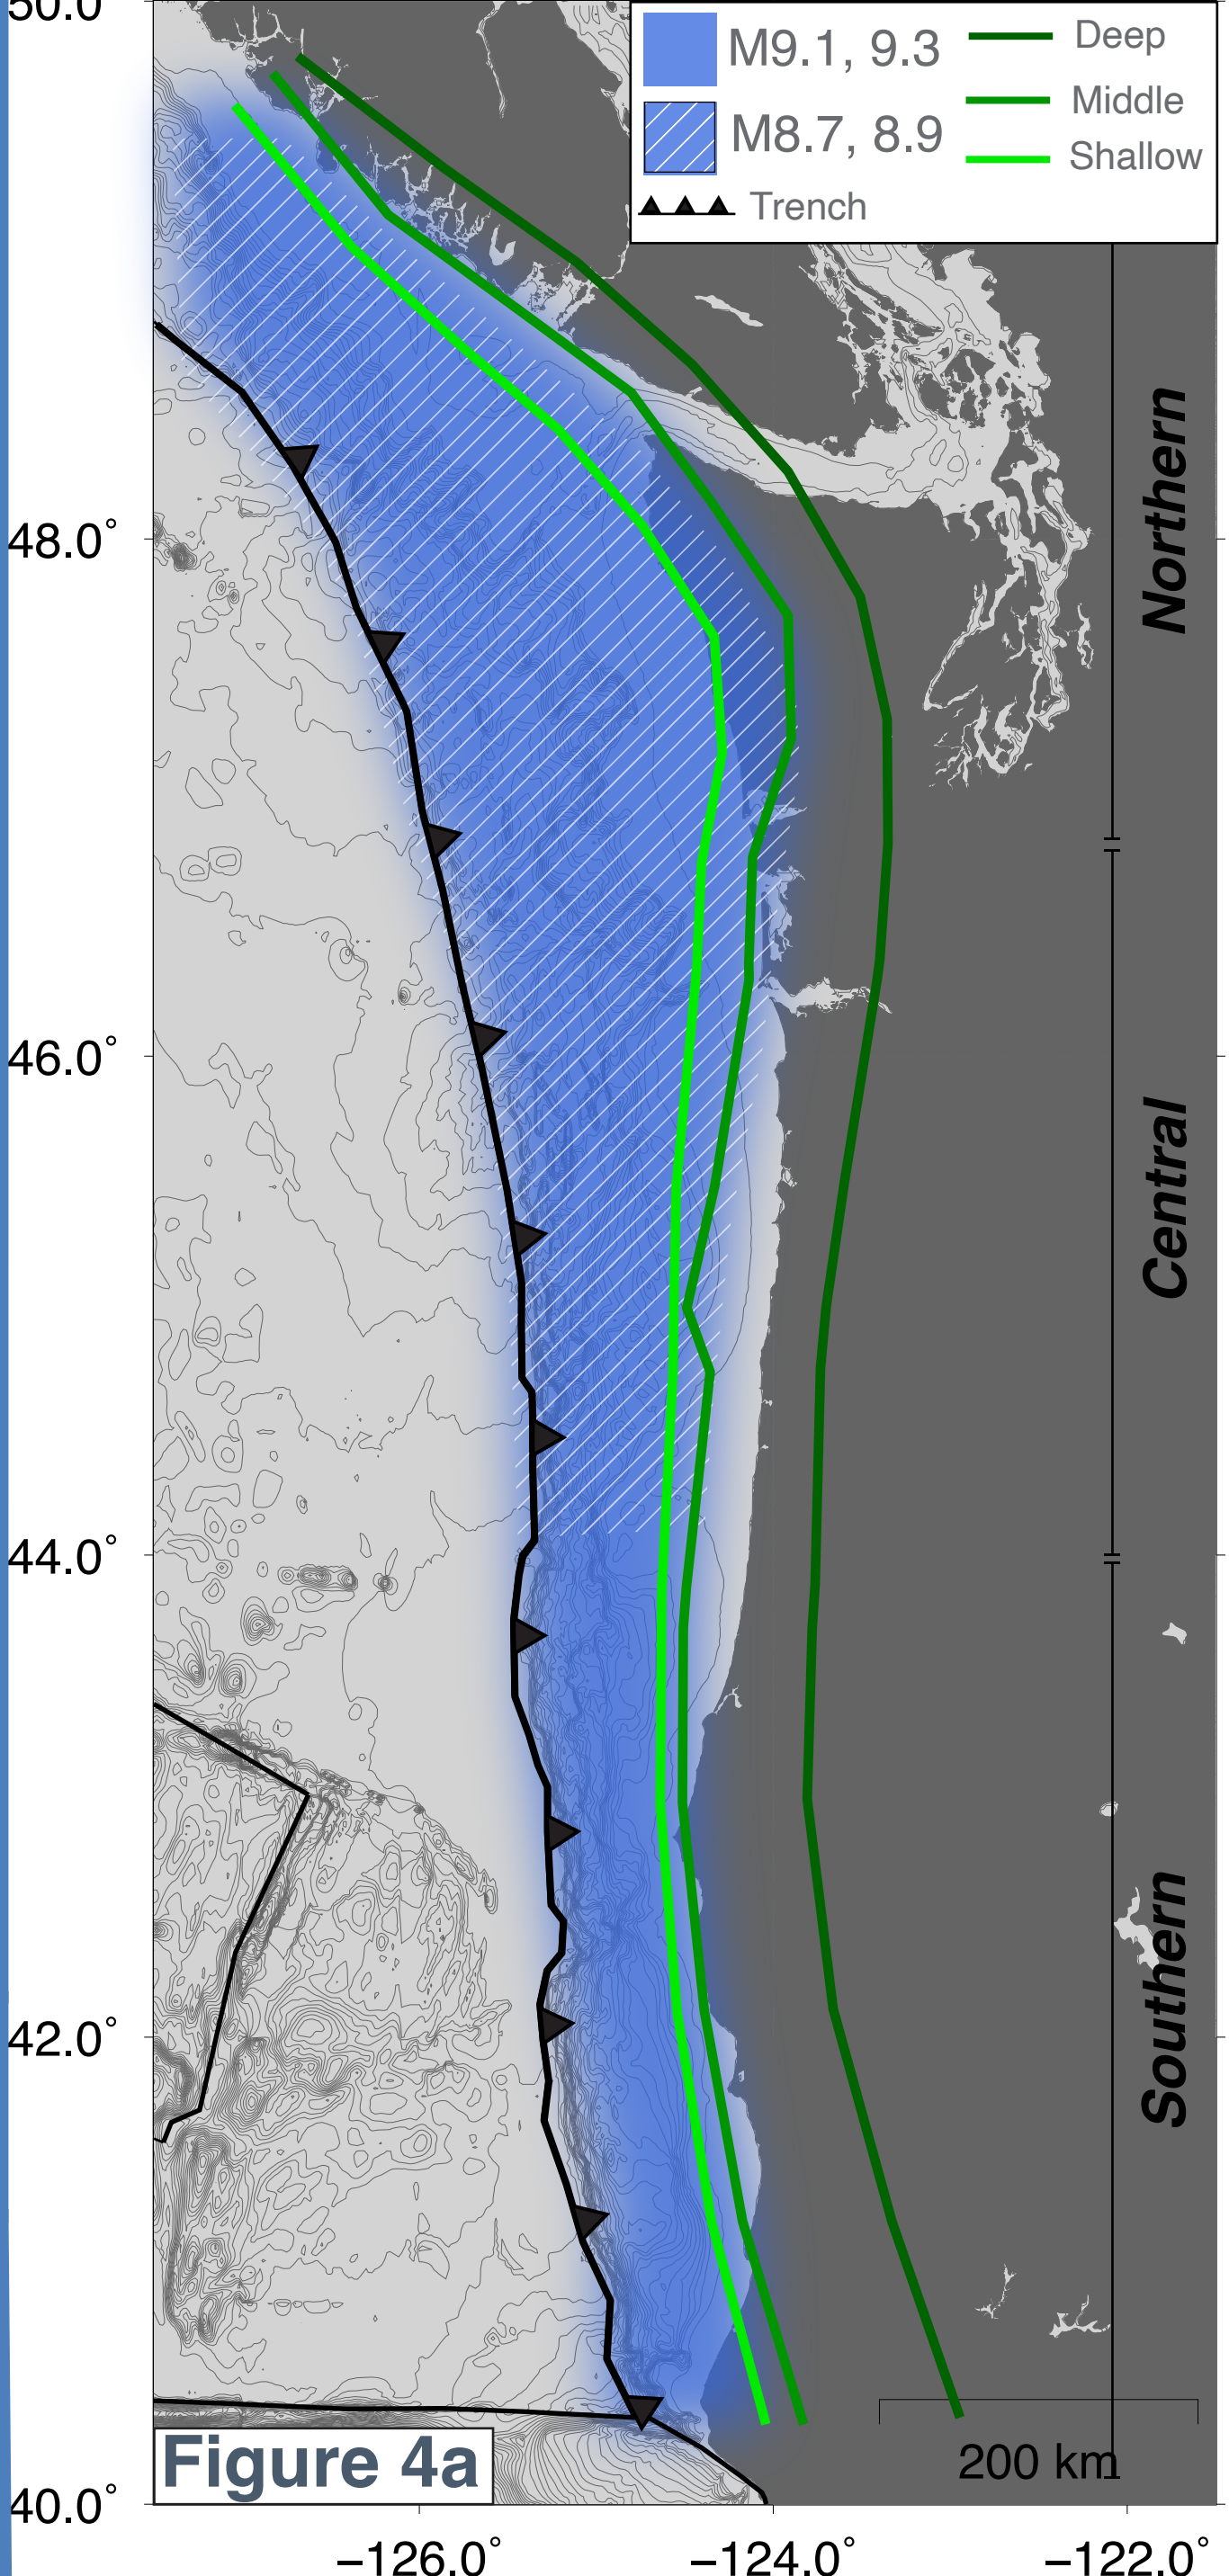 50.0
M9.1, 9.3
Deep
M8.7, 8.9
Middle
Shallow
Trench
Northern
48.0°
46.0°
Central
44.0°
Southern
42.0°
200 km
Figure 4a
40.0°
−126.0°
−124.0°
−122.0°